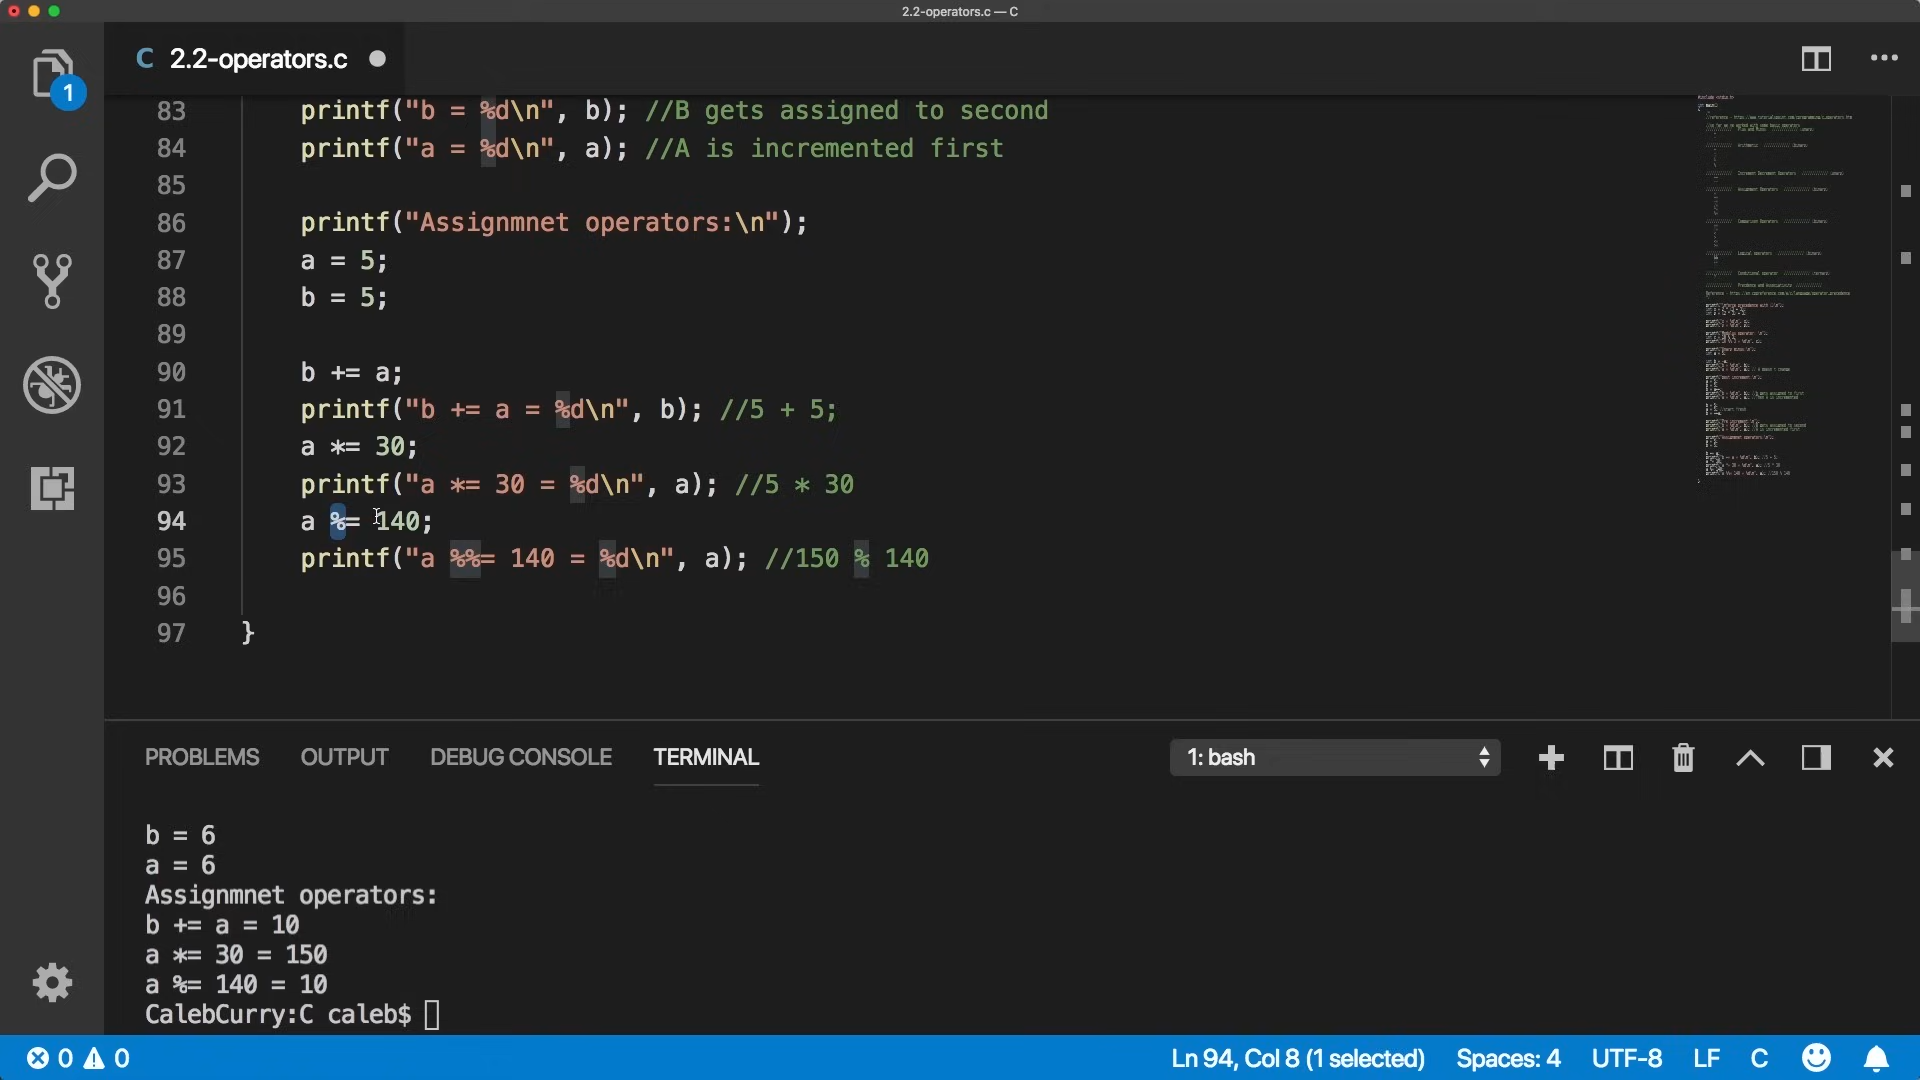 2.2-operators.c — C
C 2.2-operators.c
1
83 printf("b = %d\n", b); //B gets assigned to second
84 printf("a = %d\n", a); //A is incremented first
85
86 printf("Assignmnet operators:\n");
87 a = 5;
88 b = 5;
89
90 b += a;
91 printf("b += a = %d\n", b); //5 + 5;
92 a *= 30;
93 printf("a *= 30 = %d\n", a); //5 * 30
94 a %= 140;
95 printf("a %%= 140 = %d\n", a); //150 % 140
96
97 }
PROBLEMS OUTPUT DEBUG CONSOLE TERMINAL 1: bash
b = 6
a = 6
Assignmnet operators:
b += a = 10
a *= 30 = 150
a %= 140 = 10
CalebCurry:C caleb$
0 0 Ln 94, Col 8 (1 selected) Spaces: 4 UTF-8 LF C